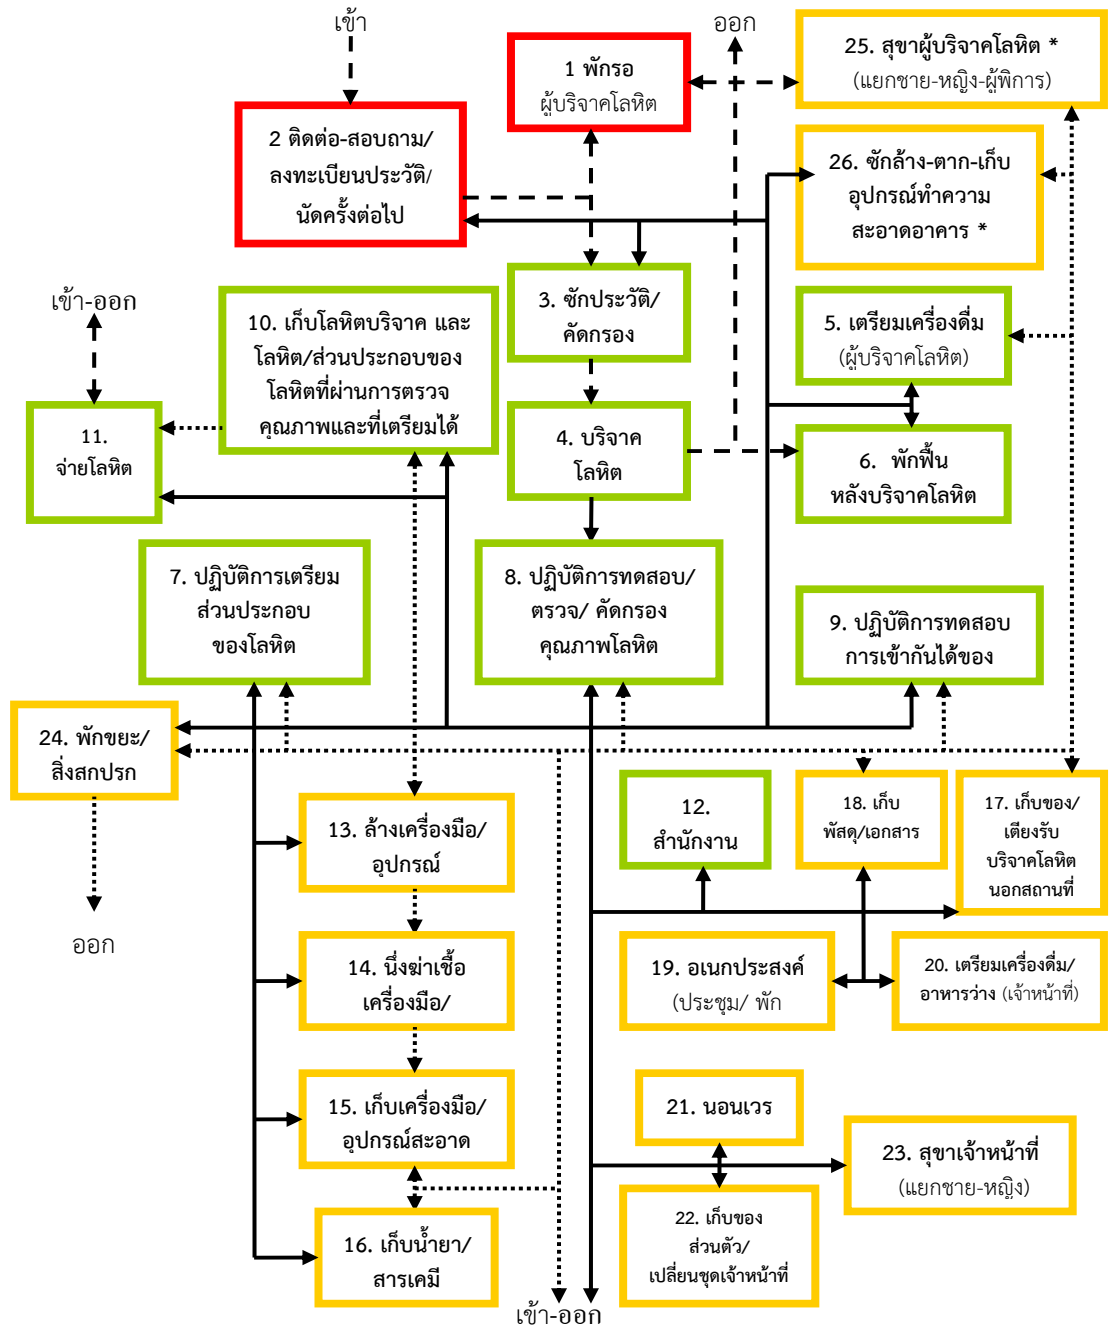 เข้า
ออก
1 พักรอ
ผู้บริจาคโลหิต
25. สุขาผู้บริจาคโลหิต *
(แยกชาย-หญิง-ผู้พิการ)
2 ติดต่อ-สอบถาม/
ลงทะเบียนประวัติ/
นัดครั้งต่อไป
26. ซักล้าง-ตาก-เก็บ
อุปกรณ์ทำความ
สะอาดอาคาร *
เข้า-ออก
10. เก็บโลหิตบริจาค และ
โลหิต/ส่วนประกอบของ
โลหิตที่ผ่านการตรวจ
คุณภาพและที่เตรียมได้
3. ซักประวัติ/
คัดกรอง
5. เตรียมเครื่องดื่ม
(ผู้บริจาคโลหิต)
11.
จ่ายโลหิต
4. บริจาค
โลหิต
6. พักฟื้น
หลังบริจาคโลหิต
7. ปฏิบัติการเตรียม
ส่วนประกอบ
ของโลหิต
8. ปฏิบัติการทดสอบ/
ตรวจ/ คัดกรอง
คุณภาพโลหิต
9. ปฏิบัติการทดสอบ
การเข้ากันได้ของ
24. พักขยะ/
สิ่งสกปรก
ออก
13. ล้างเครื่องมือ/
อุปกรณ์
12.
สำนักงาน
18. เก็บ
พัสดุ/เอกสาร
17. เก็บของ/
เตียงรับ
บริจาคโลหิต
นอกสถานที่
14. นึ่งฆ่าเชื้อ
เครื่องมือ/
19. อเนกประสงค์
(ประชุม/ พัก
20. เตรียมเครื่องดื่ม/
อาหารว่าง (เจ้าหน้าที่)
15. เก็บเครื่องมือ/
อุปกรณ์สะอาด
21. นอนเวร
23. สุขาเจ้าหน้าที่
(แยกชาย-หญิง)
16. เก็บน้ำยา/
สารเคมี
22. เก็บของ
ส่วนตัว/
เปลี่ยนชุดเจ้าหน้าที่
เข้า-ออก